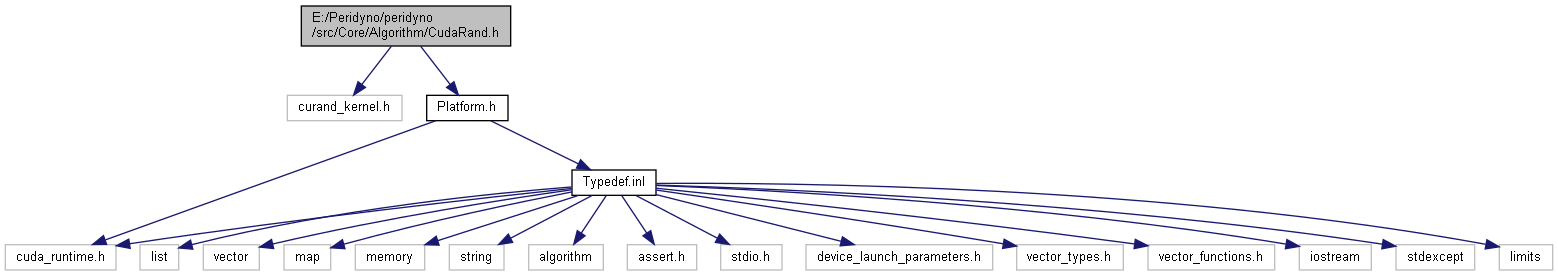 E:/Peridyno/peridyno
/src/Core/Algorithm/CudaRand.h
curand_kernel.h
Platform.h
Typedef.inl
cuda_runtime.h
list
vector
map
memory
string
algorithm
assert.h
stdio.h
device_launch_parameters.h
vector_types.h
vector_functions.h
iostream
stdexcept
limits